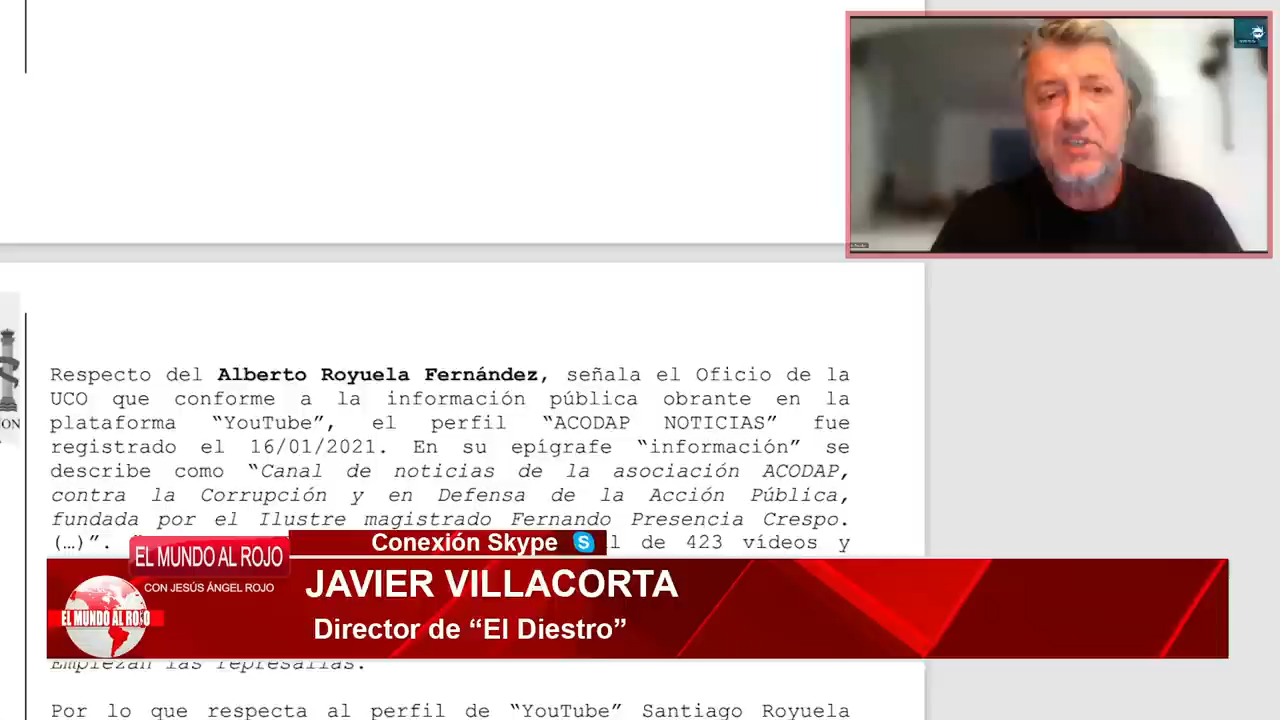 Respecto del Alberto Royuela Fernández, señala el Oficio de la
UCO que conforme a la información pública obrante en la
plataforma “YouTube”, el perfil “ACODAP NOTICIAS” fue
registrado el 16/01/2021. En su epígrafe “información” se
describe como “Canal de noticias de la asociación ACODAP,
contra la Corrupción y en Defensa de la Acción Pública,
fundada por el Ilustre magistrado Fernando Presencia Crespo.
(…)”. de 423 vídeos y
Conexión Skype
EL MUNDO AL ROJO
CON JESÚS ÁNGEL ROJO
EL MUNDO AL ROJO
JAVIER VILLACORTA
Director de “El Diestro”
Empiezan las represalias.
Por lo que respecta al perfil de “YouTube” Santiago Royuela